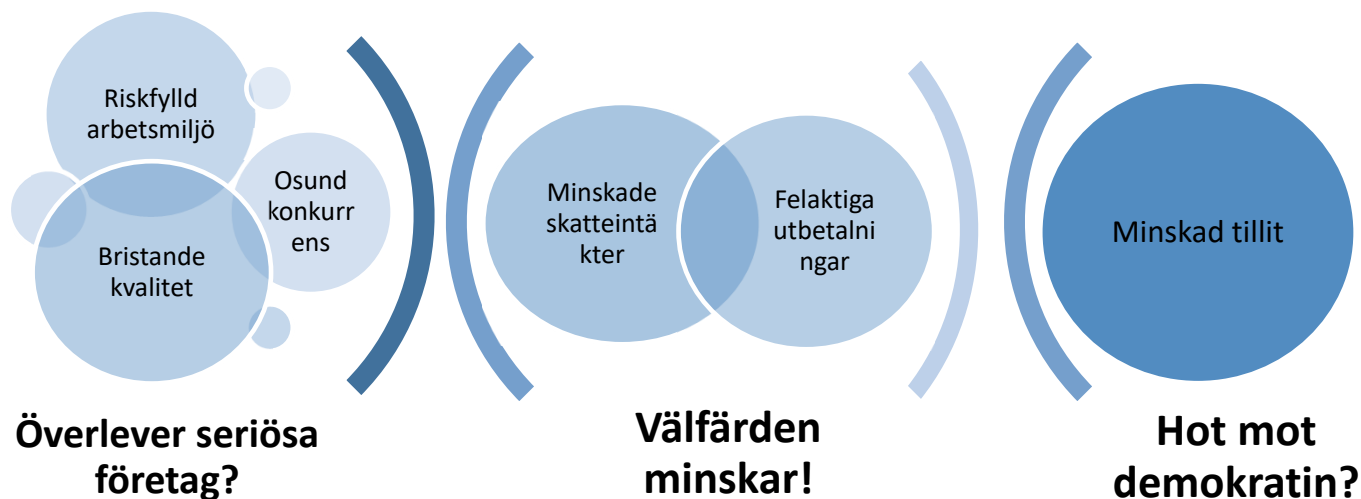 Riskfylld
arbetsmiljö
Osund
konkurr
ens
Bristande
kvalitet
Överlever seriösa
företag?
Minskade
skatteintä
kter
Felaktiga
utbetalni
ngar
Välfärden
minskar!
Minskad tillit
Hot mot
demokratin?